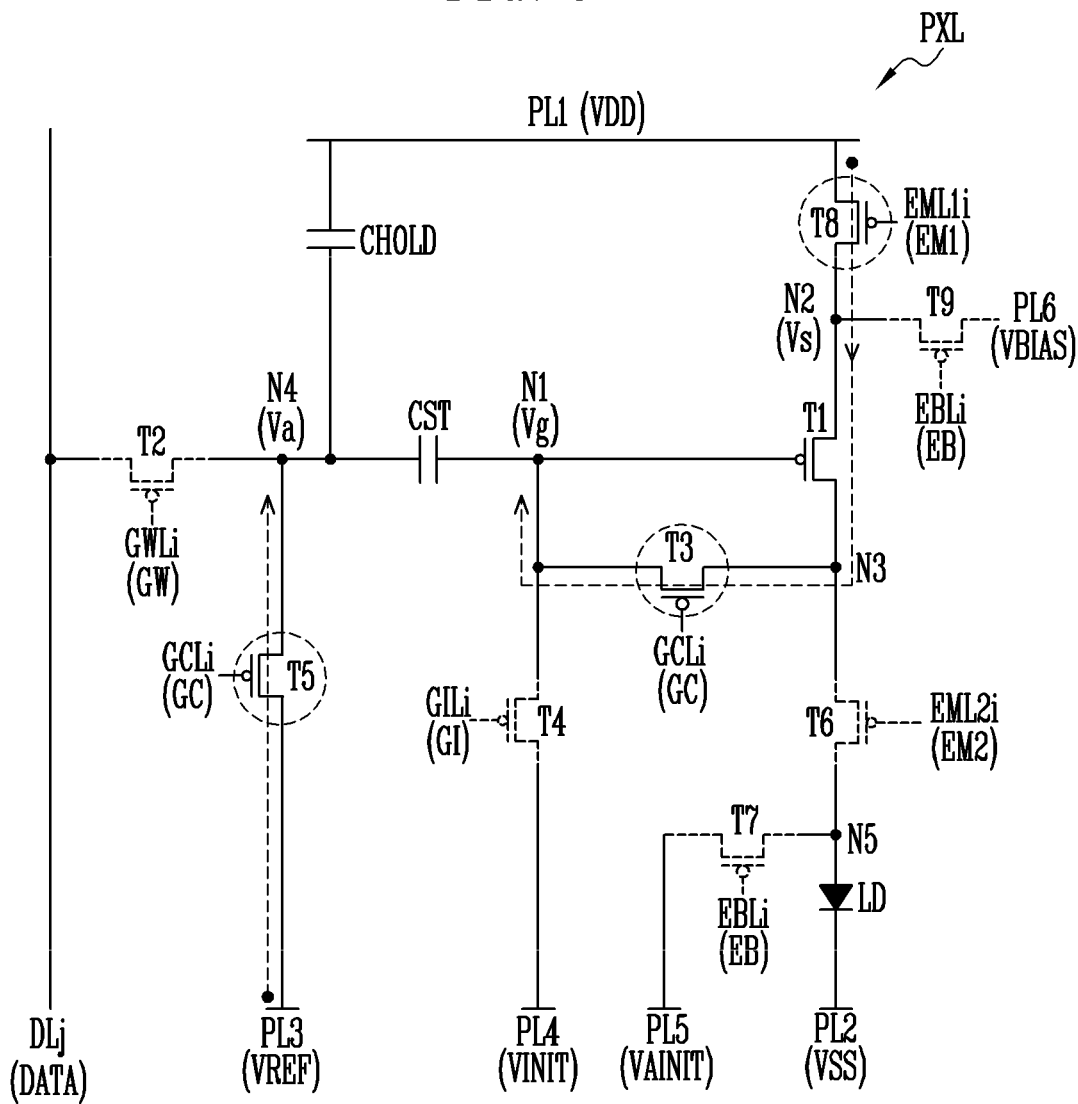 PXL
PL1 (VDD)
CHOLD
T8
EML1i
(EM1)
N2
(Vs)
T9
PL6
(VBIAS)
EBLi
(EB)
N4
(Va)
CST
N1
(Vg)
T1
T2
GWLi
(GW)
T3
N3
GCLi
(GC)
GCLi
(GC)
T5
GILi
(GI)
T4
T6
EML2i
(EM2)
T7
N5
EBLi
(EB)
LD
DLj
(DATA)
PL3
(VREF)
PL4
(VINIT)
PL5
(VAINIT)
PL2
(VSS)